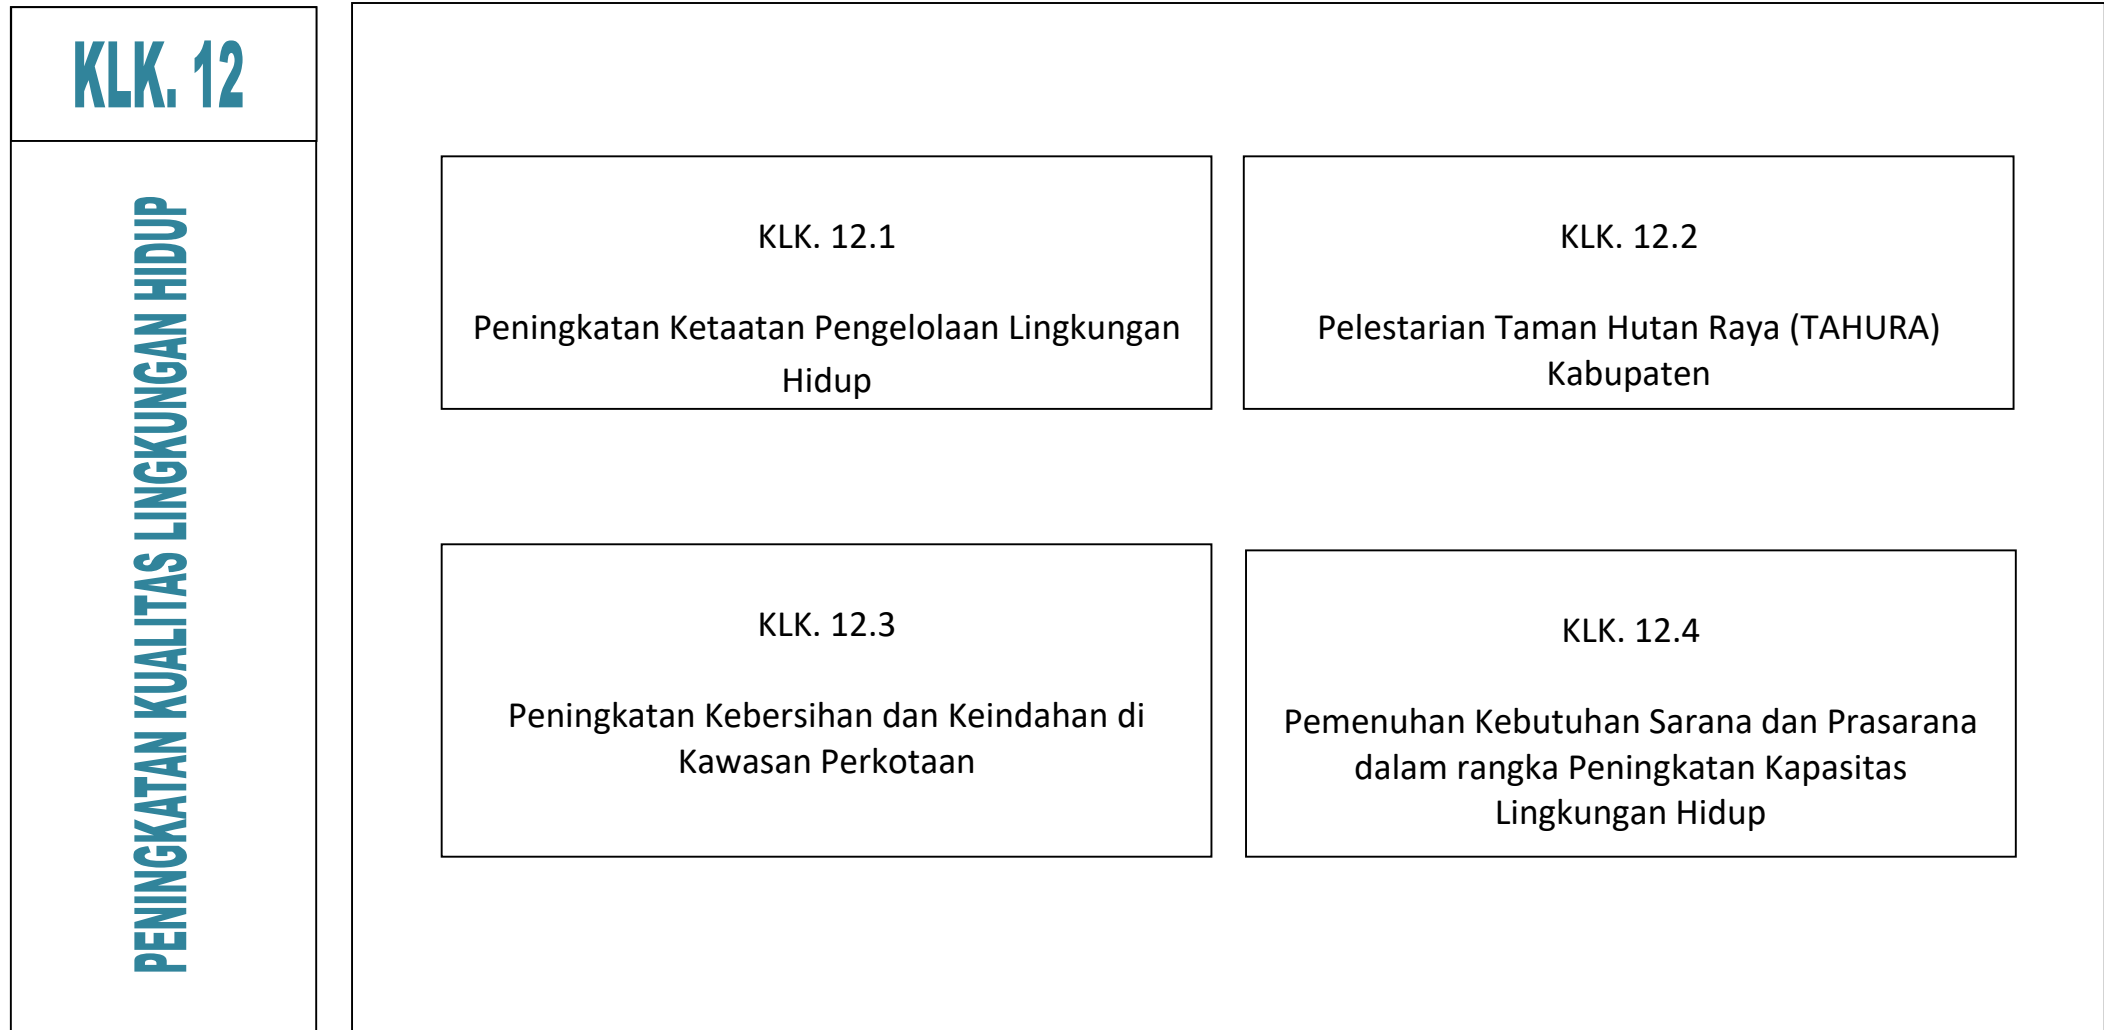 KLK. 12
PENINGKATAN KUALITAS LINGKUNGAN HIDUP
KLK. 12.1
Peningkatan Ketaatan Pengelolaan Lingkungan
Hidup
KLK. 12.2
Pelestarian Taman Hutan Raya (TAHURA)
Kabupaten
KLK. 12.3
Peningkatan Kebersihan dan Keindahan di
Kawasan Perkotaan
KLK. 12.4
Pemenuhan Kebutuhan Sarana dan Prasarana
dalam rangka Peningkatan Kapasitas
Lingkungan Hidup